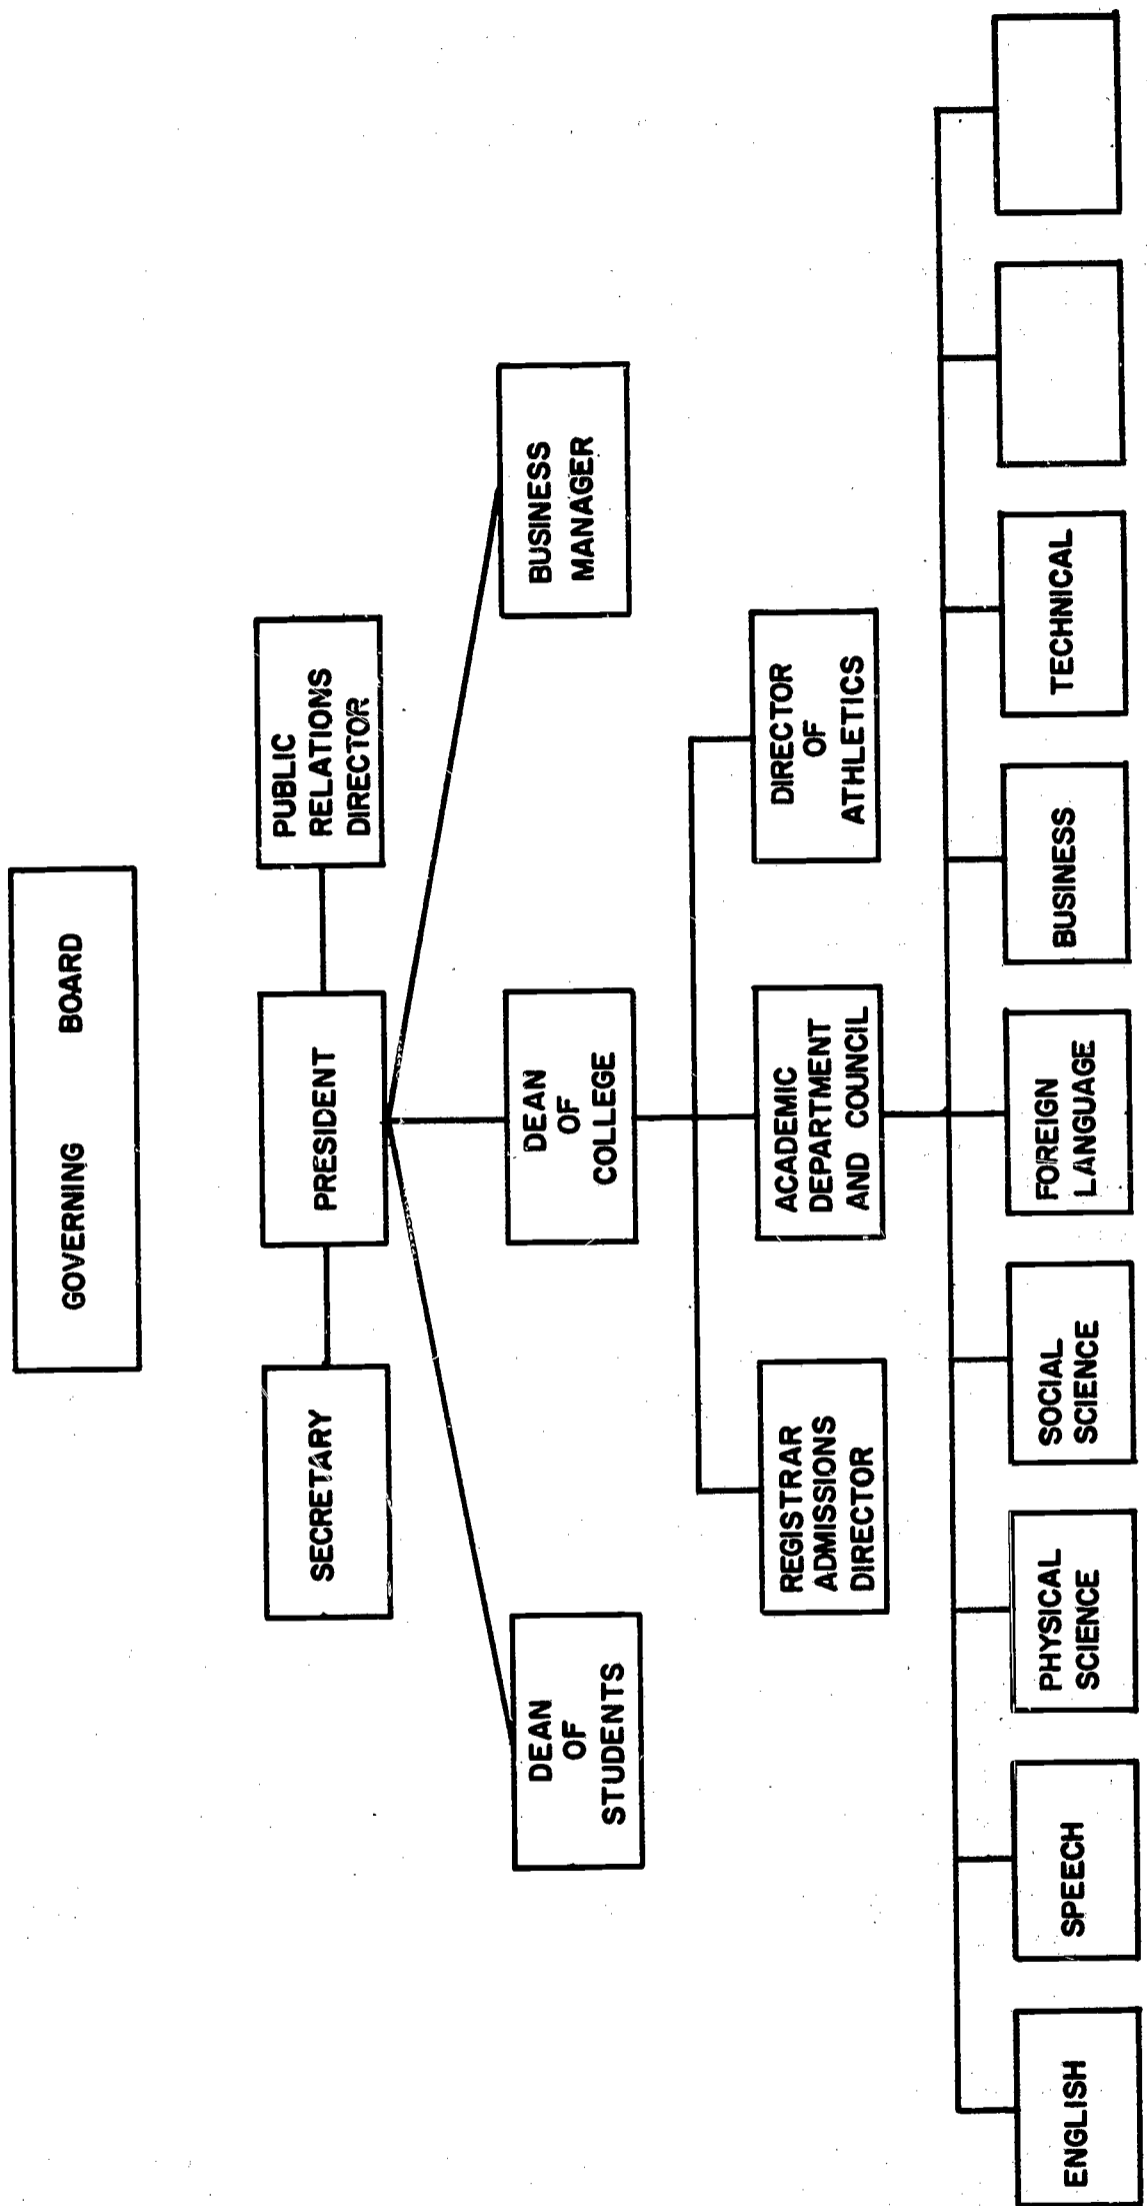 GOVERNING BOARD
SECRETARY
PRESIDENT
PUBLIC
RELATIONS
DIRECTOR
DEAN
OF
STUDENTS
DEAN
OF
COLLEGE
BUSINESS
MANAGER
REGISTRAR
ADMISSIONS
DIRECTOR
ACADEMIC
DEPARTMENT
AND COUNCIL
DIRECTOR
OF
ATHLETICS
ENGLISH
SPEECH
PHYSICAL
SCIENCE
SOCIAL
SCIENCE
FOREIGN
LANGUAGE
BUSINESS
TECHNICAL